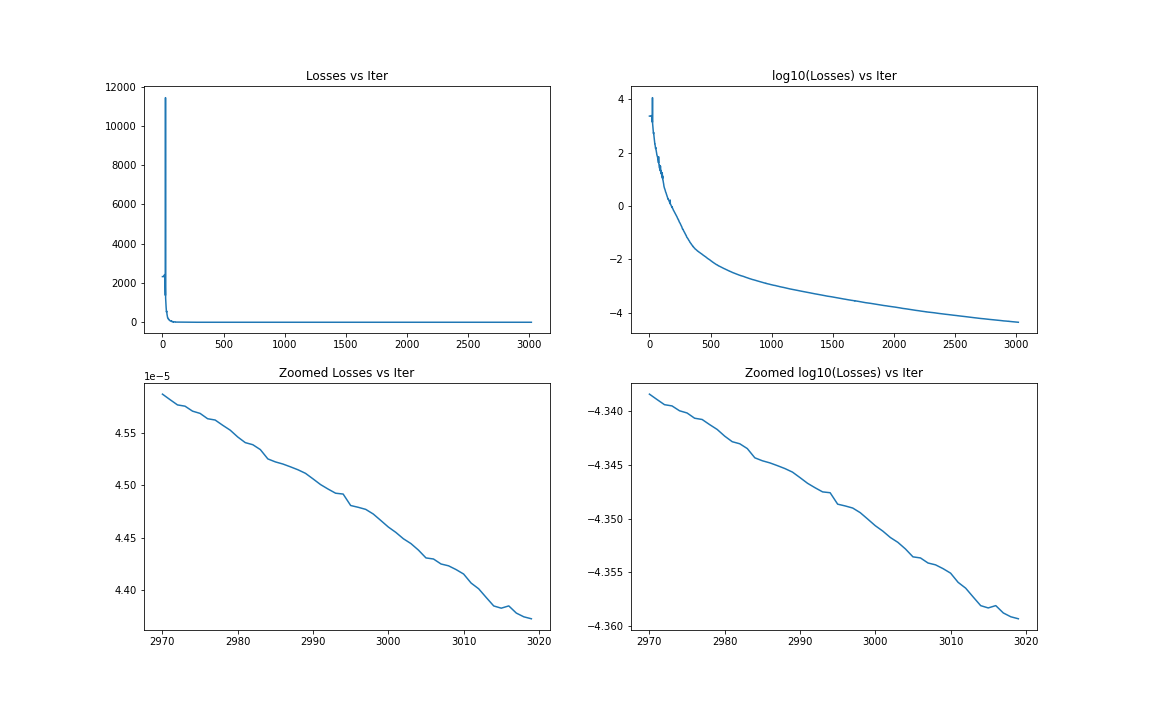 Losses vs Iter
12000
10000
8000
6000
4000
2000
0
0 500 1000 1500 2000 2500 3000
log10(Losses) vs Iter
4
2
0
−2
−4
0 500 1000 1500 2000 2500 3000
Zoomed Losses vs Iter
1e−5
4.55
4.50
4.45
4.40
2970 2980 2990 3000 3010 3020
Zoomed log10(Losses) vs Iter
−4.340
−4.345
−4.350
−4.355
−4.360
2970 2980 2990 3000 3010 3020